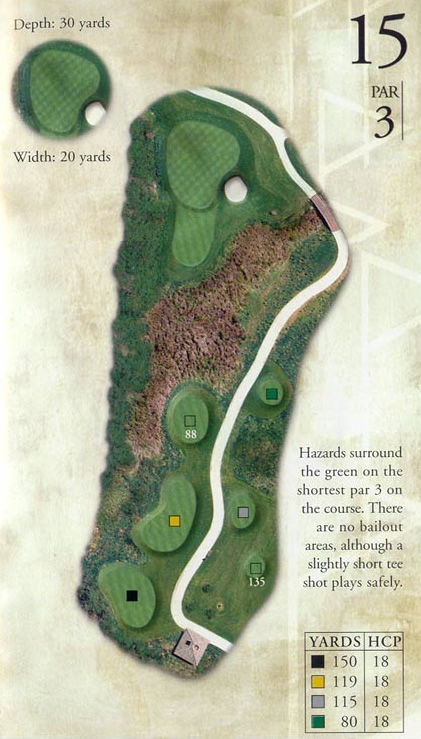 Depth: 30 yards
15
PAR
3
Width: 20 yards
88
135
Hazards surround
the green on the
shortest par 3 on
the course. There
are no bailout
areas, although a
slightly short tee
shot plays safely.
YARDS HCP
150 18
119 18
115 18
80 18